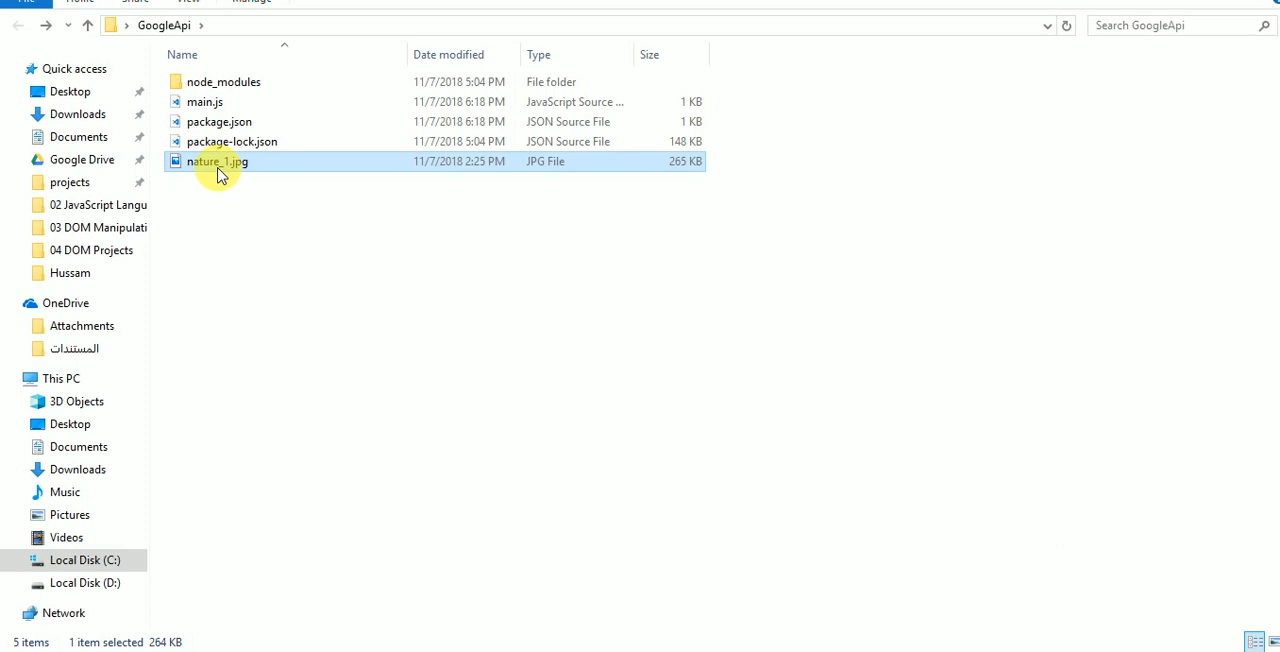 File Home Share View Manage
GoogleApi
Search GoogleApi
Name Date modified Type Size
node_modules 11/7/2018 5:04 PM File folder
main.js 11/7/2018 6:18 PM JavaScript Source ... 1 KB
package.json 11/7/2018 6:18 PM JSON Source File 1 KB
package-lock.json 11/7/2018 5:04 PM JSON Source File 148 KB
nature_1.jpg 11/7/2018 2:25 PM JPG File 265 KB
Quick access
Desktop
Downloads
Documents
Google Drive
projects
02 JavaScript Langu
03 DOM Manipulati
04 DOM Projects
Hussam
OneDrive
Attachments
المستندات
This PC
3D Objects
Desktop
Documents
Downloads
Music
Pictures
Videos
Local Disk (C:)
Local Disk (D:)
Network
5 items 1 item selected 264 KB